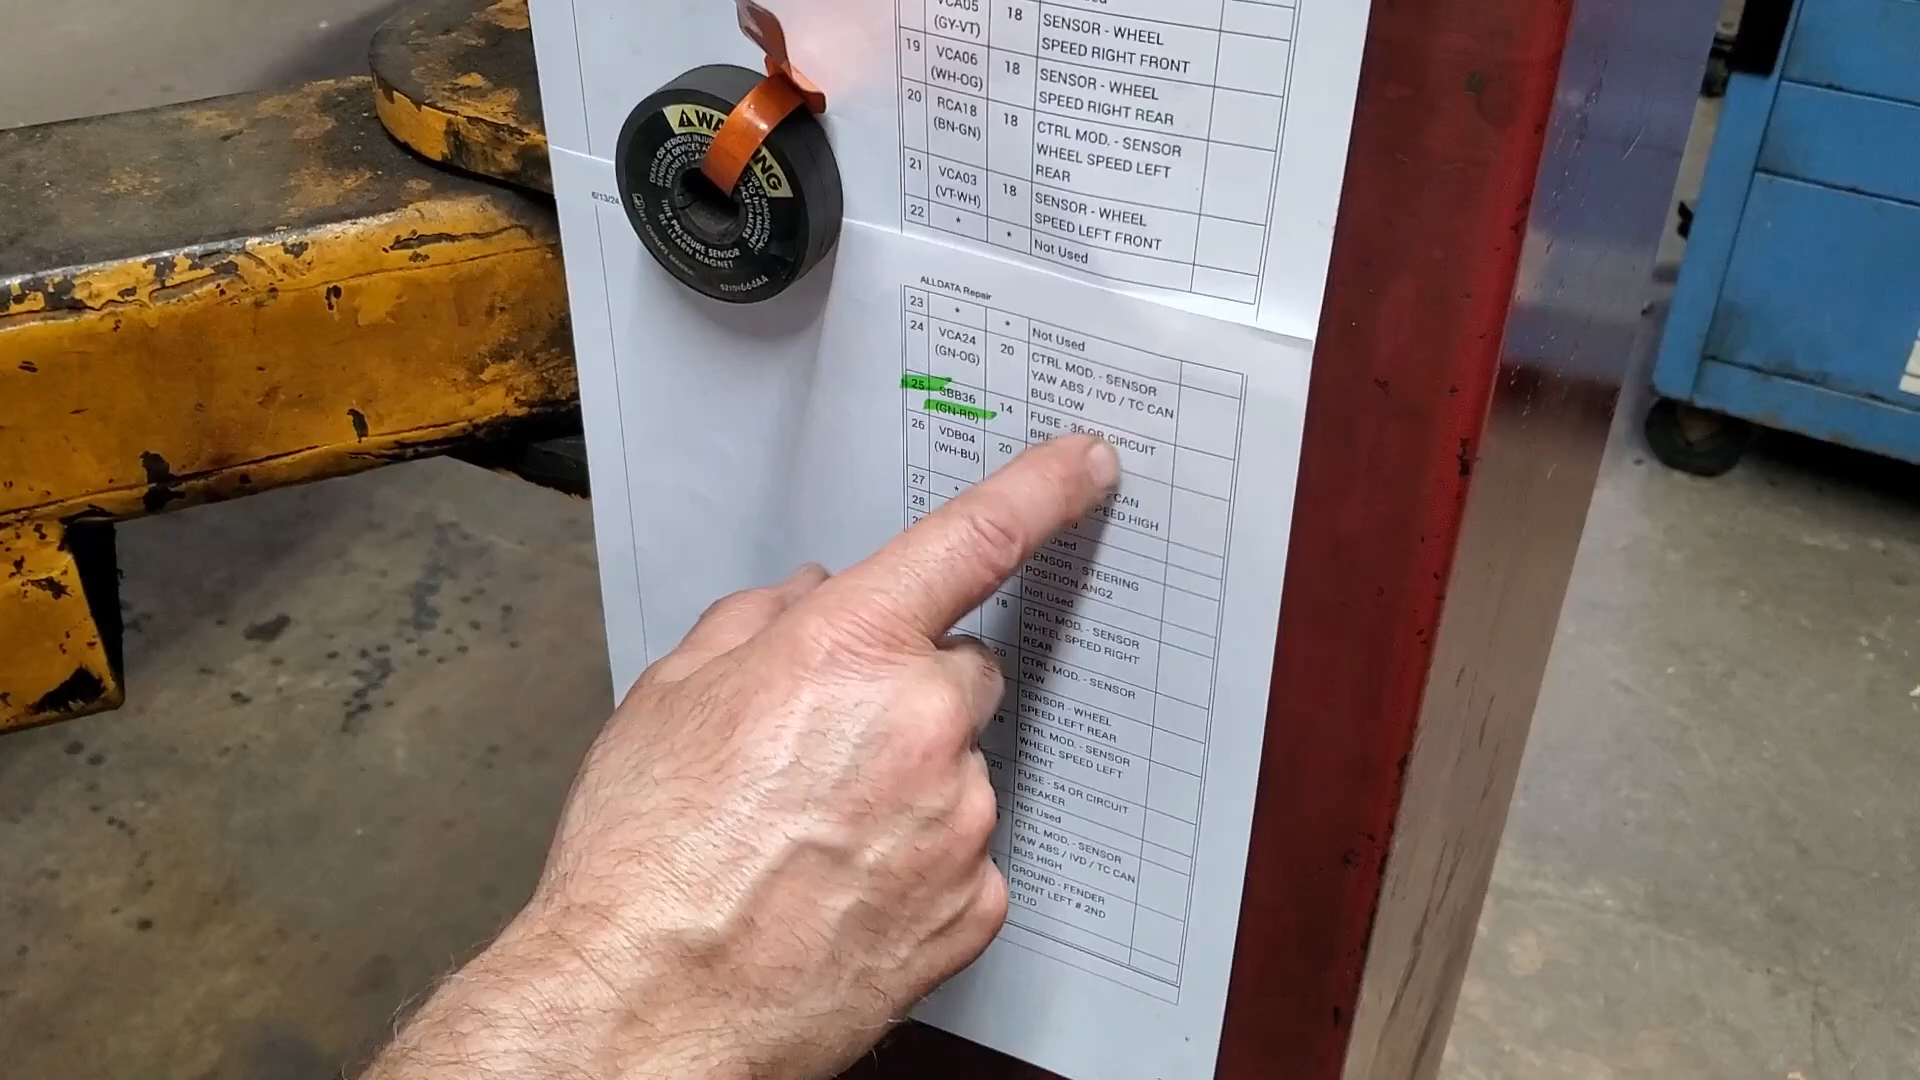 VCA05
(GY-VT)
18
SENSOR - WHEEL
SPEED RIGHT FRONT
19
VCA06
(WH-OG)
18
SENSOR - WHEEL
SPEED RIGHT REAR
20
RCA18
(BN-GN)
18
CTRL MOD. - SENSOR
WHEEL SPEED LEFT
REAR
21
VCA03
(VT-WH)
18
SENSOR - WHEEL
SPEED LEFT FRONT
22
*
*
Not Used
6/13/24
WARNING
TIRE PRESSURE SENSOR
RE-LEARN MAGNET
ALLDATA Repair
23
*
*
Not Used
24
VCA24
(GN-OG)
20
CTRL MOD. - SENSOR
YAW ABS / IVD / TC CAN
BUS LOW
25
SBB36
(GN-RD)
14
FUSE - 36 OR CIRCUIT
26
VDB04
(WH-BU)
20
CAN
SPEED HIGH
27
*
28
Used
SENSOR - STEERING
POSITION ANG2
Not Used
18
CTRL MOD. - SENSOR
WHEEL SPEED RIGHT
REAR
20
CTRL MOD. - SENSOR
YAW
SENSOR - WHEEL
SPEED LEFT REAR
18
CTRL MOD. - SENSOR
WHEEL SPEED LEFT
FRONT
20
FUSE - 54 OR CIRCUIT
BREAKER
Not Used
CTRL MOD. - SENSOR
YAW ABS / IVD / TC CAN
BUS HIGH
GROUND - FENDER
FRONT LEFT # 2ND
STUD